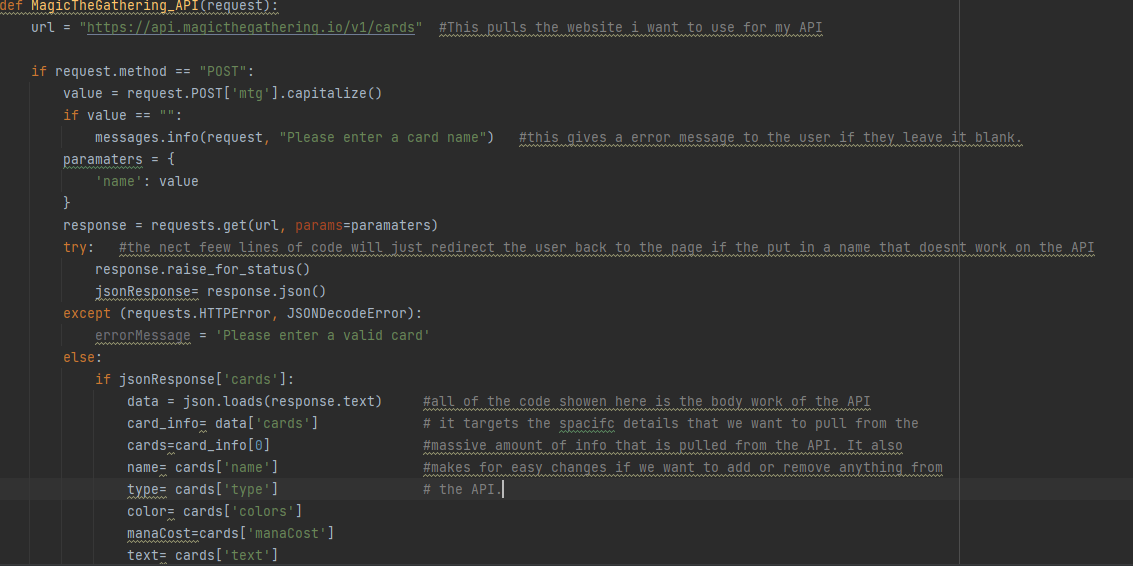 def MagicTheGathering_API(request):
    url = "https://api.magicthegathering.io/v1/cards"  #This pulls the website i want to use for my API
    if request.method == "POST":
        value = request.POST['mtg'].capitalize()
        if value == "":
            messages.info(request, "Please enter a card name")   #this gives a error message to the user if they leave it blank.
        paramaters = {
            'name': value
        }
        response = requests.get(url, params=paramaters)
        try:   #the nect feew lines of code will just redirect the user back to the page if the put in a name that doesnt work on the API
            response.raise_for_status()
            jsonResponse= response.json()
        except (requests.HTTPError, JSONDecodeError):
            errorMessage = 'Please enter a valid card'
        else:
            if jsonResponse['cards']:
                data = json.loads(response.text)     #all of the code showen here is the body work of the API
                card_info= data['cards']             # it targets the spacifc details that we want to pull from the
                cards=card_info[0]                   #massive amount of info that is pulled from the API. It also
                name= cards['name']                  #makes for easy changes if we want to add or remove anything from
                type= cards['type']                  # the API.
                color= cards['colors']
                manaCost=cards['manaCost']
                text= cards['text']